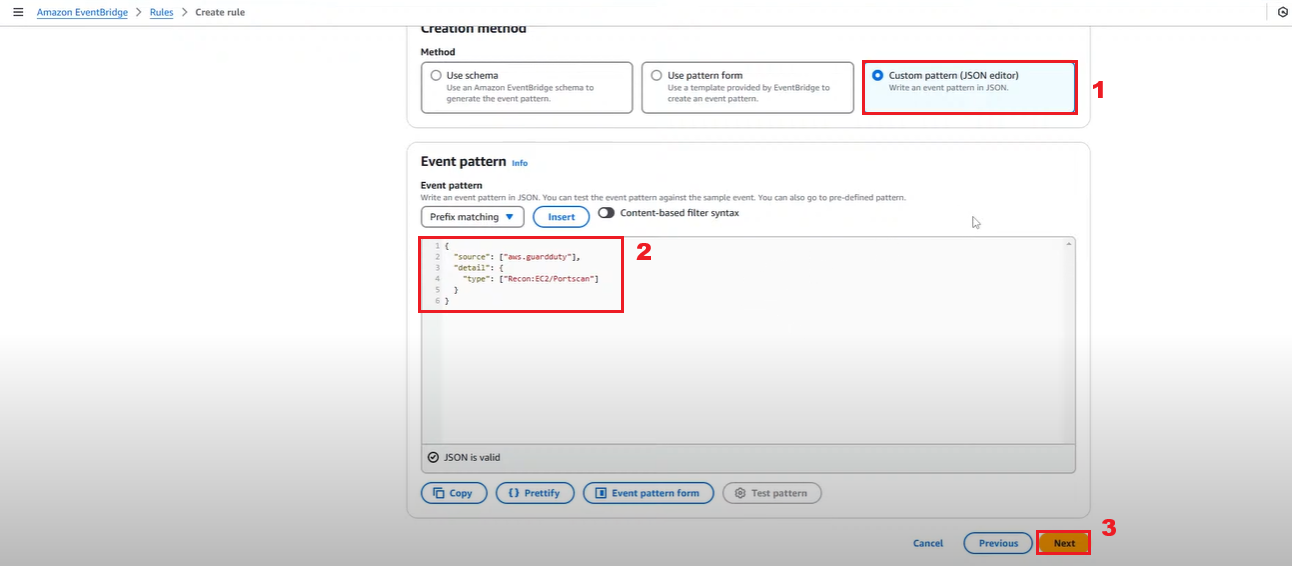 Amazon EventBridge > Rules > Create rule
Creation method
Method
Use schema
Use an Amazon EventBridge schema to
generate the event pattern.
Use pattern form
Use a template provided by EventBridge to
create an event pattern.
Custom pattern (JSON editor)
Write an event pattern in JSON.
1
Event pattern Info
Event pattern
Write an event pattern in JSON. You can test the event pattern against the sample event. You can also go to pre-defined pattern.
Prefix matching Insert Content-based filter syntax
2
1 {
2 "source": ["aws.guardduty"],
3 "detail": {
4 "type": ["Recon:EC2/Portscan"]
5 }
6 }
JSON is valid
Copy Prettify Event pattern form Test pattern
3
Cancel Previous Next